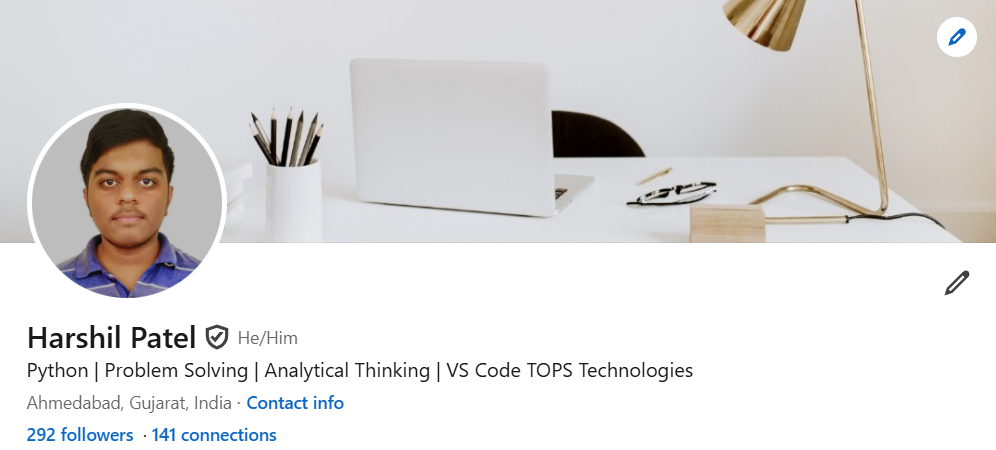 Harshil Patel He/Him
Python | Problem Solving | Analytical Thinking | VS Code TOPS Technologies
Ahmedabad, Gujarat, India · Contact info
292 followers · 141 connections